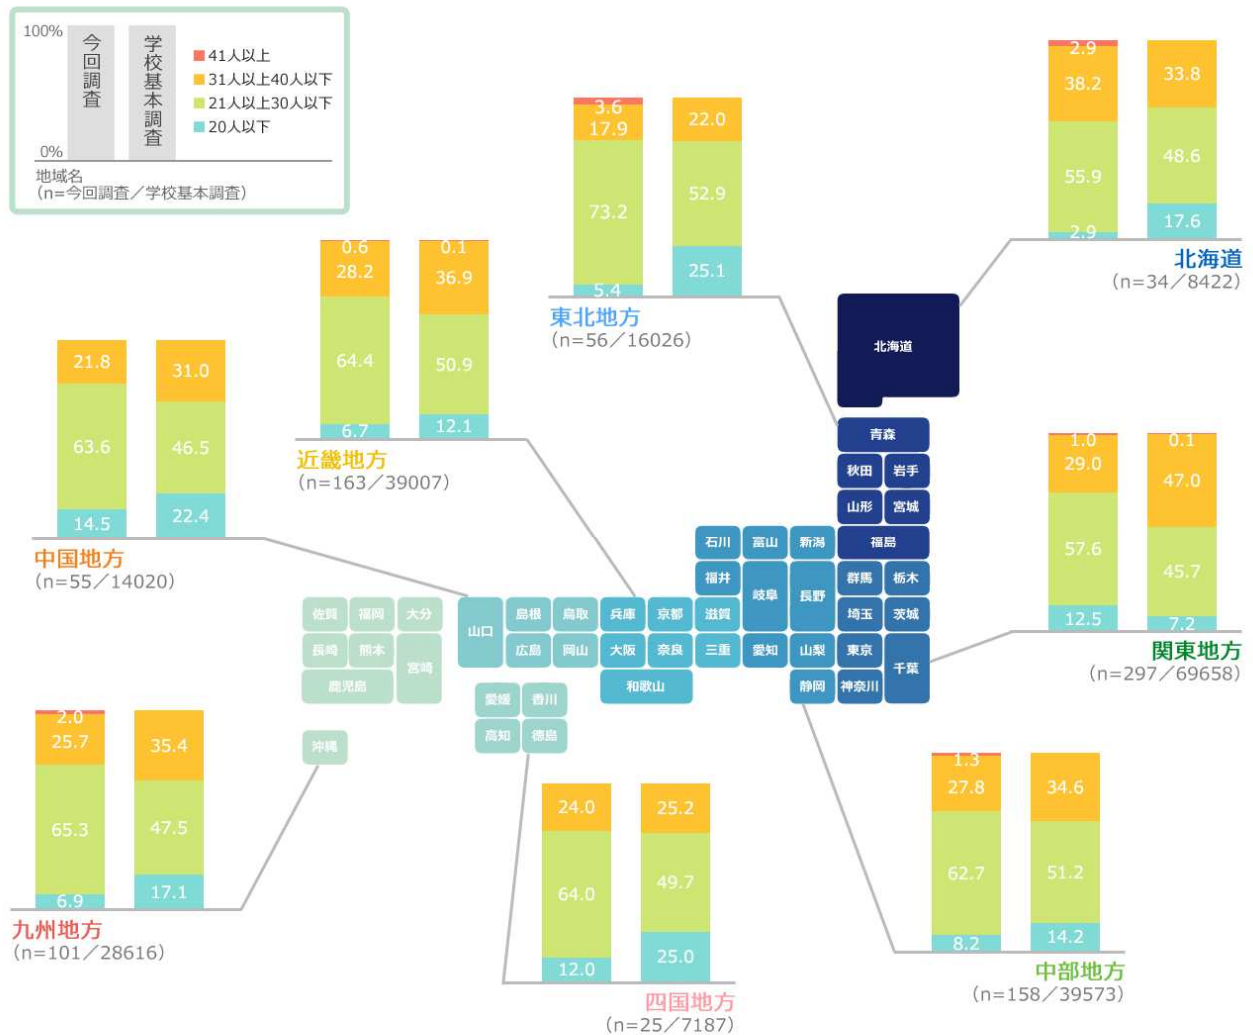 100%
0%
今回調査
学校基本調査
41人以上
31人以上40人以下
21人以上30人以下
20人以下
地域名
(n=今回調査／学校基本調査)
2.9
38.2
55.9
2.9
33.8
48.6
17.6
北海道
(n=34／8422)
3.6
17.9
73.2
5.4
22.0
52.9
25.1
東北地方
(n=56／16026)
0.6
28.2
64.4
6.7
0.1
36.9
50.9
12.1
近畿地方
(n=163／39007)
21.8
63.6
14.5
31.0
46.5
22.4
中国地方
(n=55／14020)
1.0
29.0
57.6
12.5
0.1
47.0
45.7
7.2
関東地方
(n=297／69658)
北海道
青森
秋田 岩手
山形 宮城
石川 富山 新潟 福島
福井 岐阜 長野 群馬 栃木
佐賀 福岡 大分 山口 島根 鳥取 兵庫 京都 滋賀 埼玉 茨城
長崎 熊本 宮崎 広島 岡山 大阪 奈良 三重 愛知 山梨 東京 千葉
鹿児島 和歌山 静岡 神奈川
愛媛 香川
高知 徳島
沖縄
2.0
25.7
65.3
6.9
35.4
47.5
17.1
九州地方
(n=101／28616)
24.0
64.0
12.0
25.2
49.7
25.0
四国地方
(n=25／7187)
1.3
27.8
62.7
8.2
34.6
51.2
14.2
中部地方
(n=158／39573)